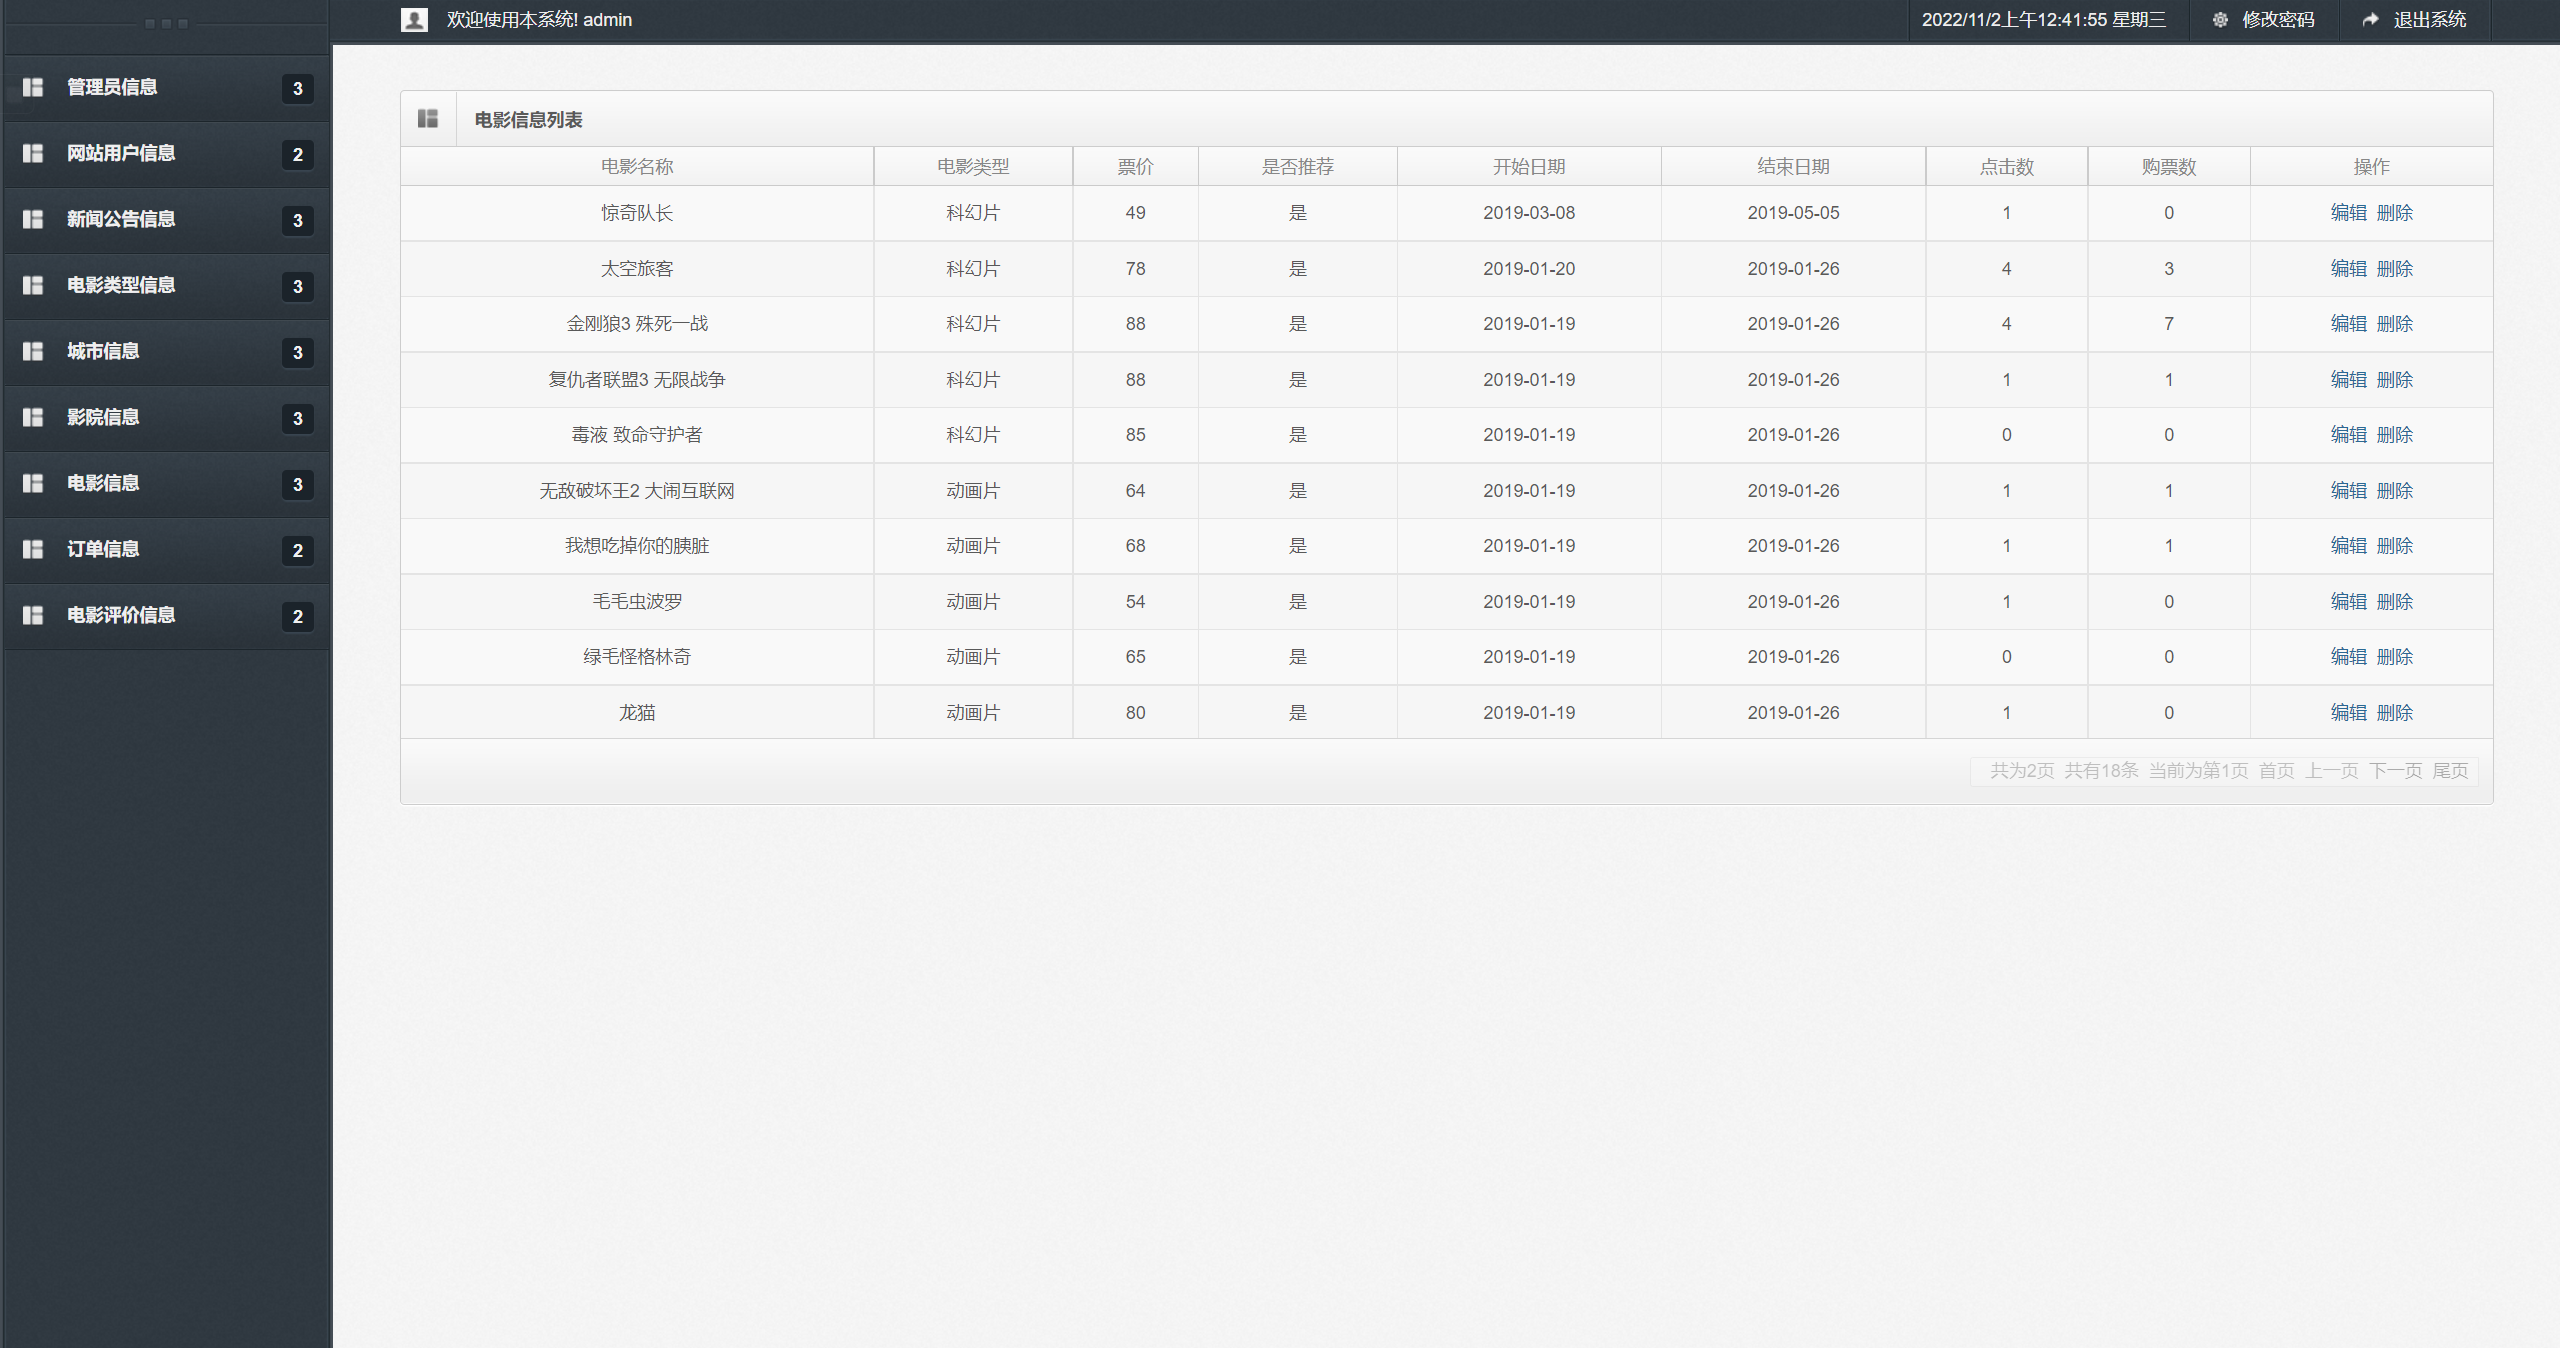 欢迎使用本系统! admin
2022/11/2上午12:41:55 星期三
修改密码
退出系统
管理员信息 3
网站用户信息 2
新闻公告信息 3
电影类型信息 3
城市信息 3
影院信息 3
电影信息 3
订单信息 2
电影评价信息 2
电影信息列表
电影名称 电影类型 票价 是否推荐 开始日期 结束日期 点击数 购票数 操作
惊奇队长 科幻片 49 是 2019-03-08 2019-05-05 1 0 编辑 删除
太空旅客 科幻片 78 是 2019-01-20 2019-01-26 4 3 编辑 删除
金刚狼3 殊死一战 科幻片 88 是 2019-01-19 2019-01-26 4 7 编辑 删除
复仇者联盟3 无限战争 科幻片 88 是 2019-01-19 2019-01-26 1 1 编辑 删除
毒液 致命守护者 科幻片 85 是 2019-01-19 2019-01-26 0 0 编辑 删除
无敌破坏王2 大闹互联网 动画片 64 是 2019-01-19 2019-01-26 1 1 编辑 删除
我想吃掉你的胰脏 动画片 68 是 2019-01-19 2019-01-26 1 1 编辑 删除
毛毛虫波罗 动画片 54 是 2019-01-19 2019-01-26 1 0 编辑 删除
绿毛怪格林奇 动画片 65 是 2019-01-19 2019-01-26 0 0 编辑 删除
龙猫 动画片 80 是 2019-01-19 2019-01-26 1 0 编辑 删除
共为2页 共有18条 当前为第1页 首页 上一页 下一页 尾页